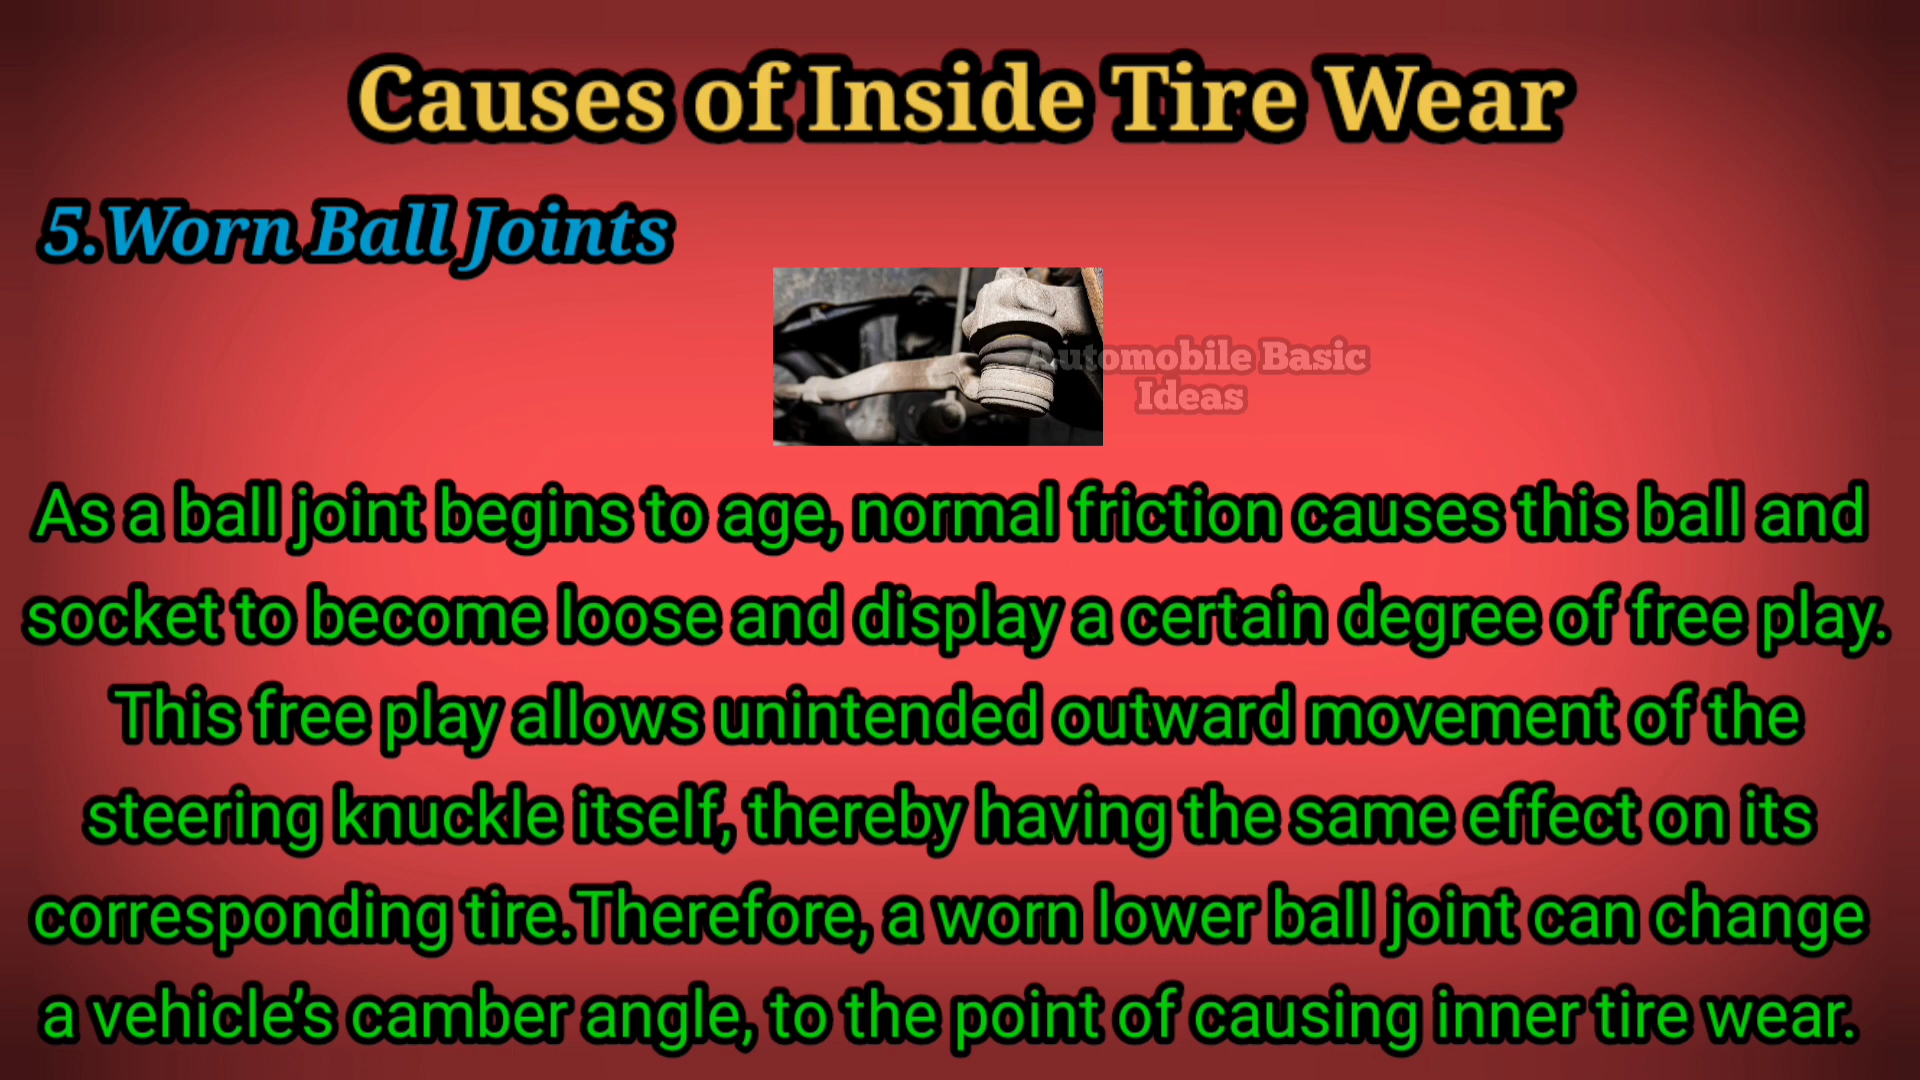 Causes of Inside Tire Wear
5.Worn Ball Joints
Automobile Basic
Ideas
As a ball joint begins to age, normal friction causes this ball and
socket to become loose and display a certain degree of free play.
This free play allows unintended outward movement of the
steering knuckle itself, thereby having the same effect on its
corresponding tire.Therefore, a worn lower ball joint can change
a vehicle’s camber angle, to the point of causing inner tire wear.